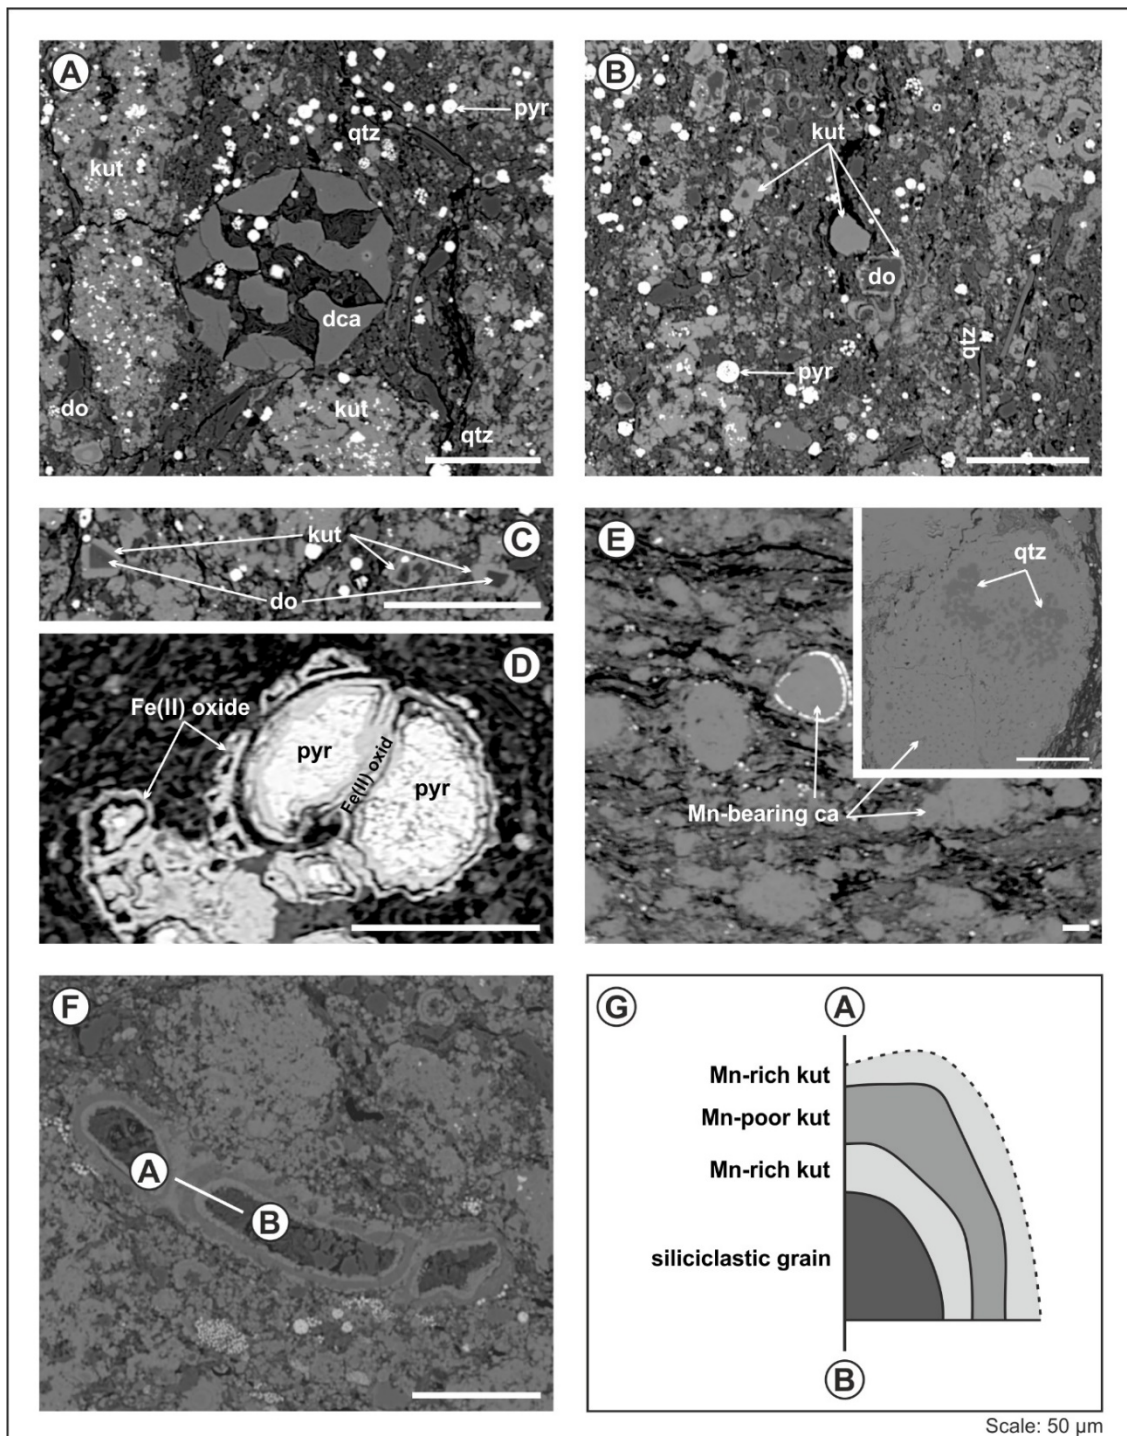 A
pyr
qtz
kut
dca
do
kut
qtz
B
kut
do
qtz
pyr
C
kut
do
D
Fe(II) oxide
pyr
Fe(II) oxid
pyr
E
qtz
Mn-bearing ca
F
A
B
G
A
Mn-rich kut
Mn-poor kut
Mn-rich kut
siliciclastic grain
B
Scale: 50 µm